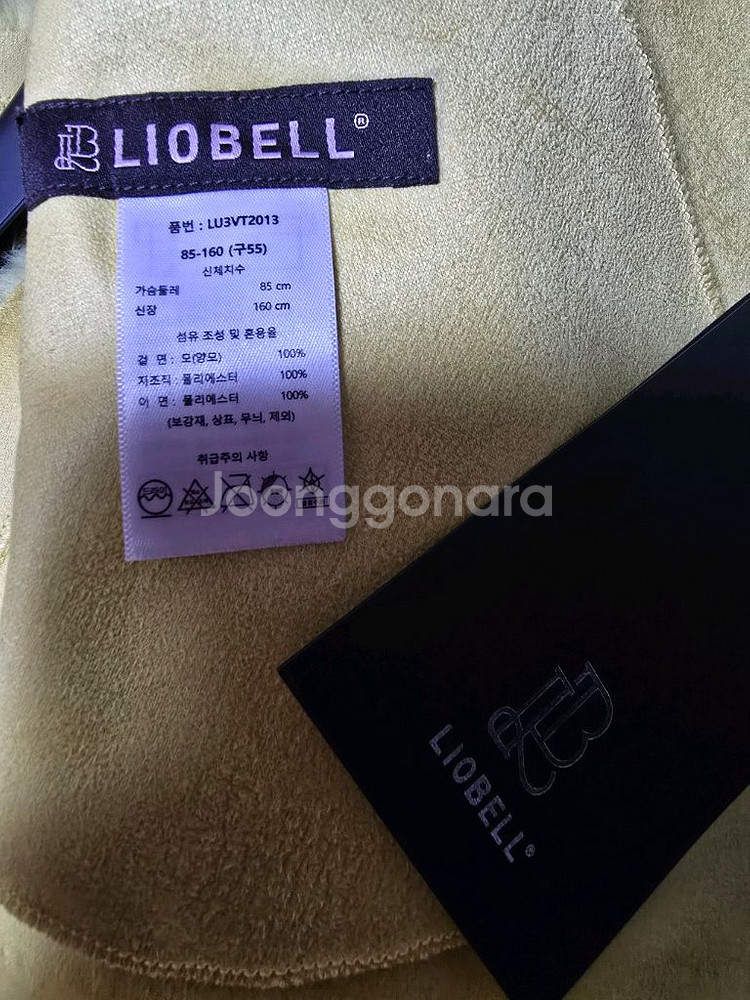 LIOBELL®
품번 : LU3VT2013
85-160 (구55)
신체치수
가슴둘레 85 cm
신장 160 cm
섬유 조성 및 혼용율
겉 면 : 모(양모) 100%
지조직 : 폴리에스터 100%
이 면 : 폴리에스터 100%
(보강재, 상표, 무늬, 제외)
취급주의 사항
드라이
Joonggonara
LIOBELL®